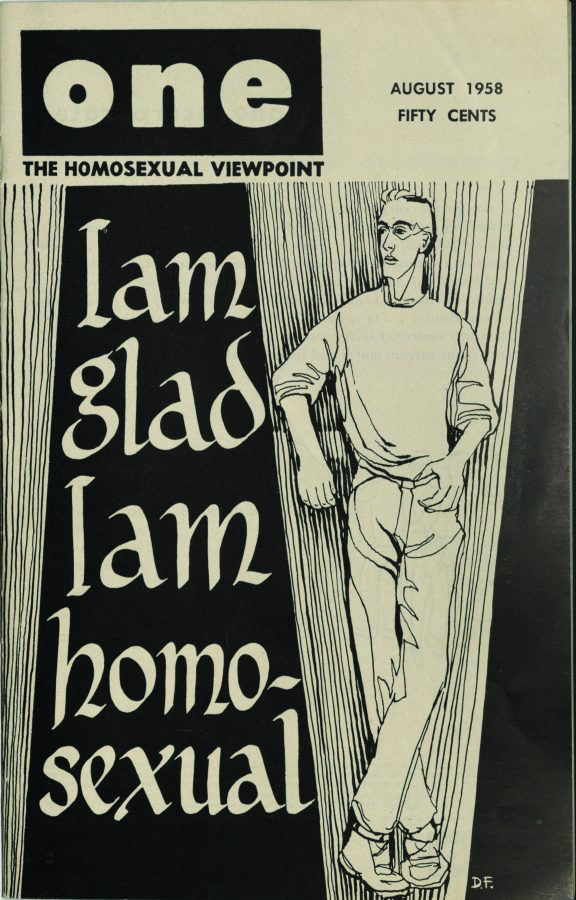 one
AUGUST 1958
FIFTY CENTS
THE HOMOSEXUAL VIEWPOINT
I am
glad
I am
homo-
sexual
D.F.